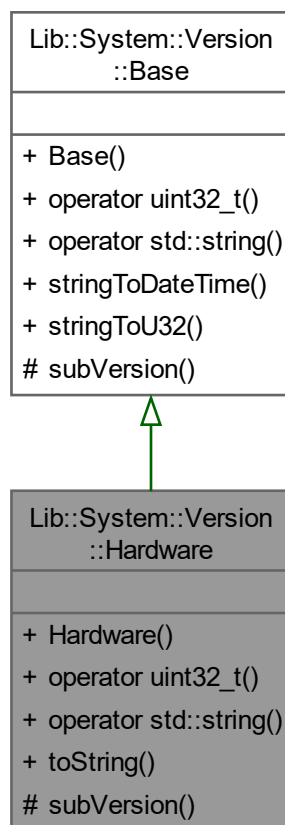 Lib::System::Version
::Base
+ Base()
+ operator uint32_t()
+ operator std::string()
+ stringToDateTime()
+ stringToU32()
# subVersion()
Lib::System::Version
::Hardware
+ Hardware()
+ operator uint32_t()
+ operator std::string()
+ toString()
# subVersion()